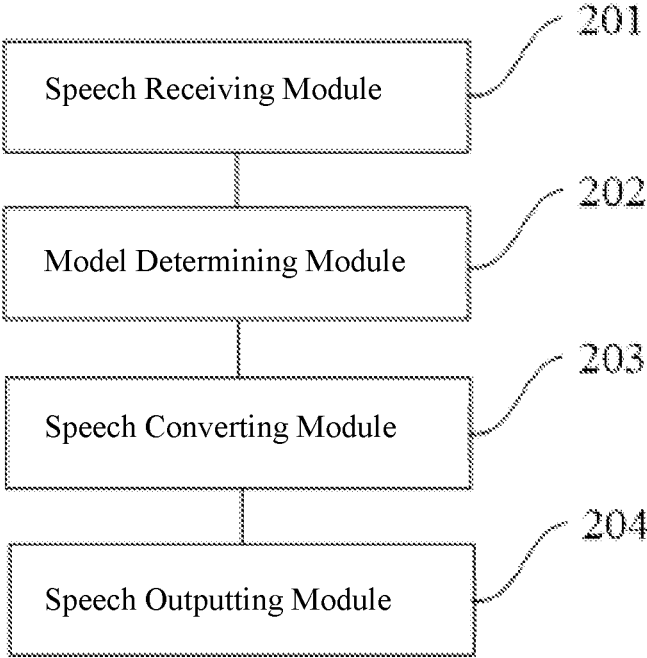 201
Speech Receiving Module
202
Model Determining Module
203
Speech Converting Module
204
Speech Outputting Module